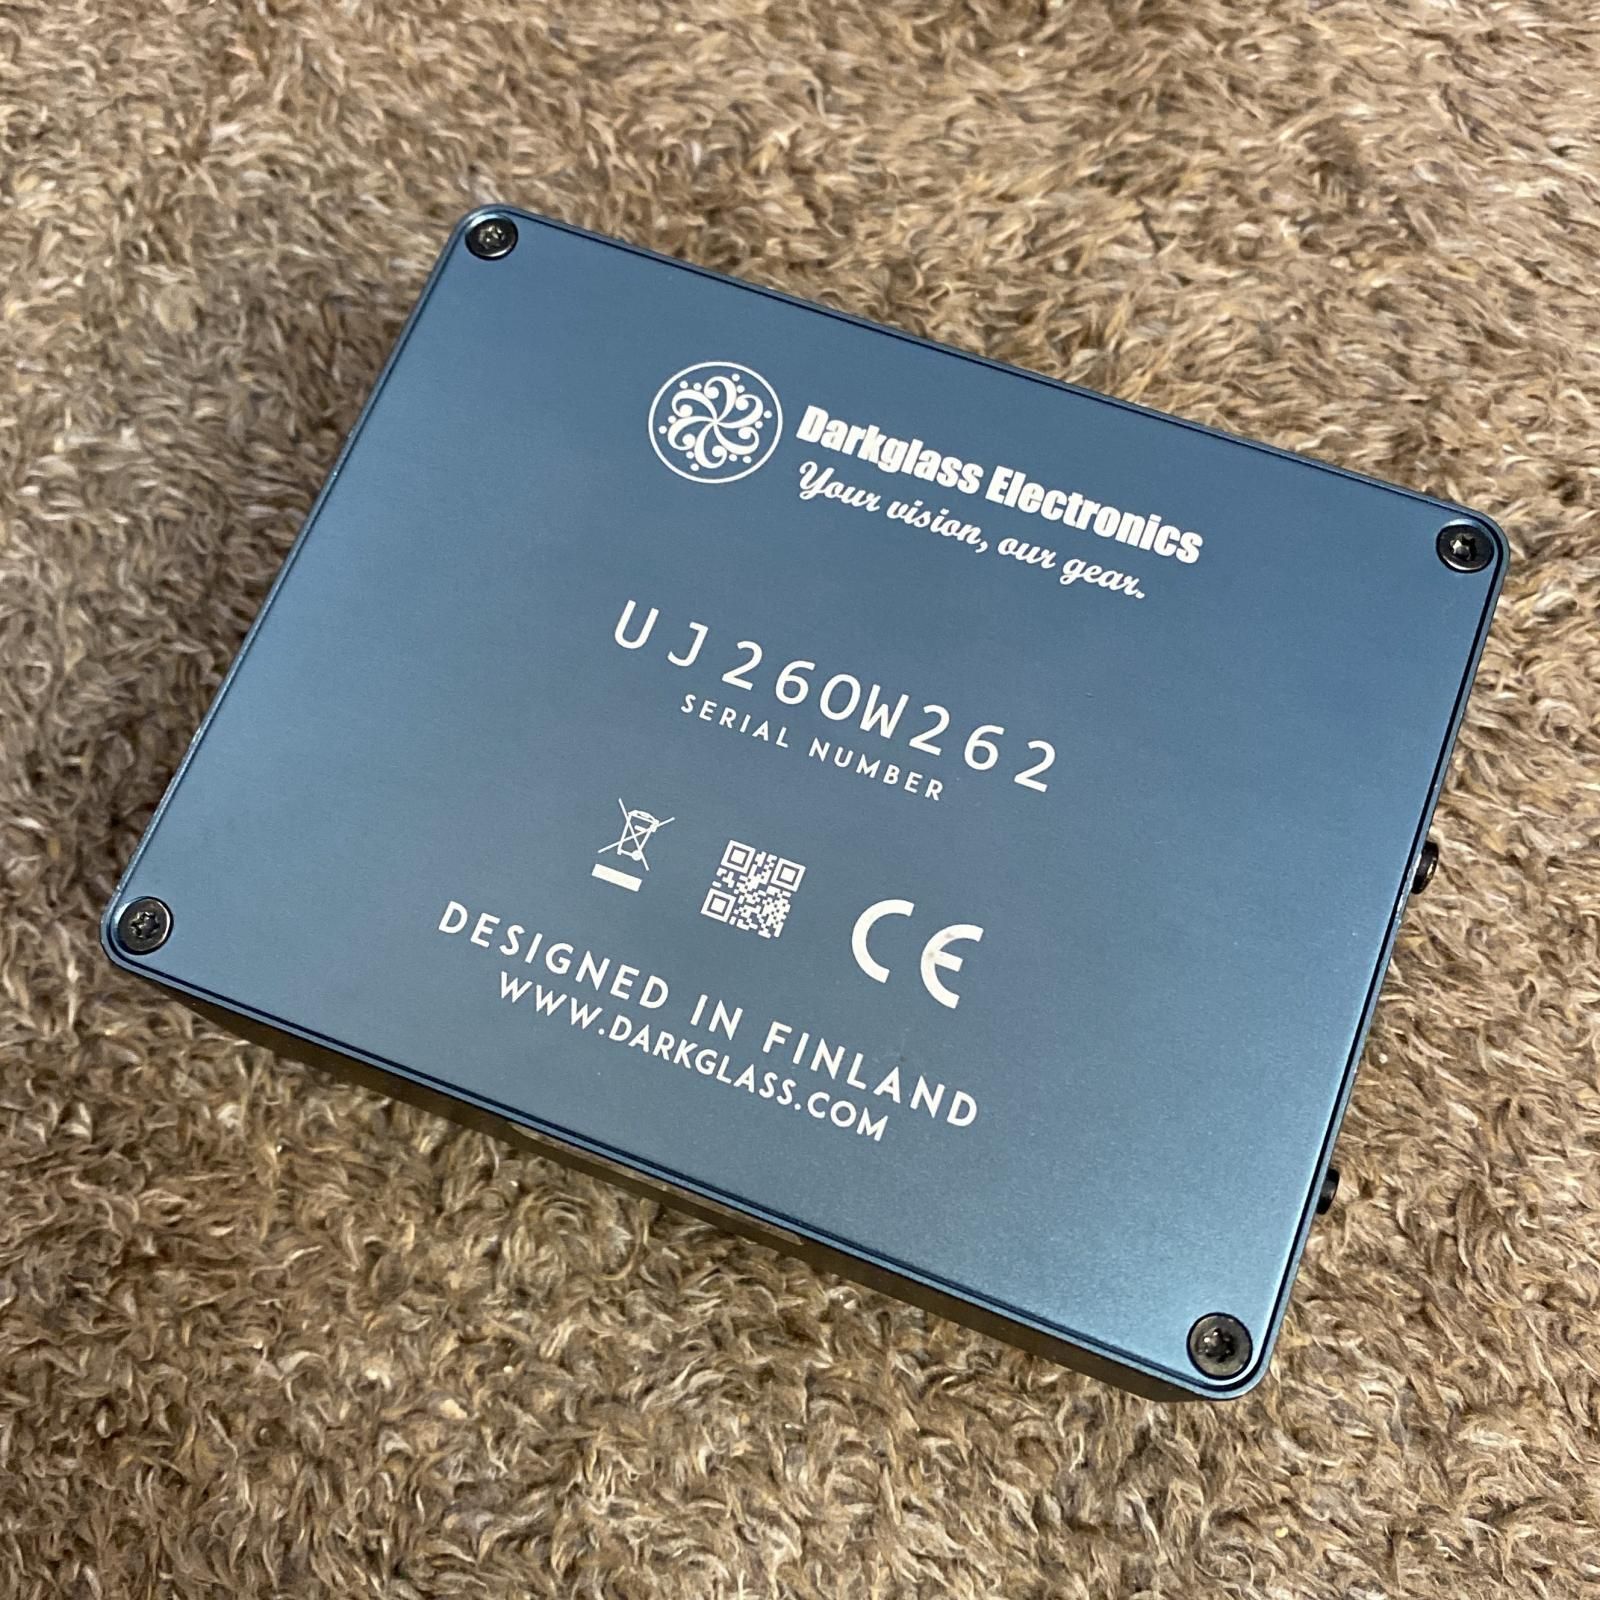 Darkglass Electronics
Your vision, our gear.
UJ260W262
SERIAL NUMBER
CE
DESIGNED IN FINLAND
WWW.DARKGLASS.COM